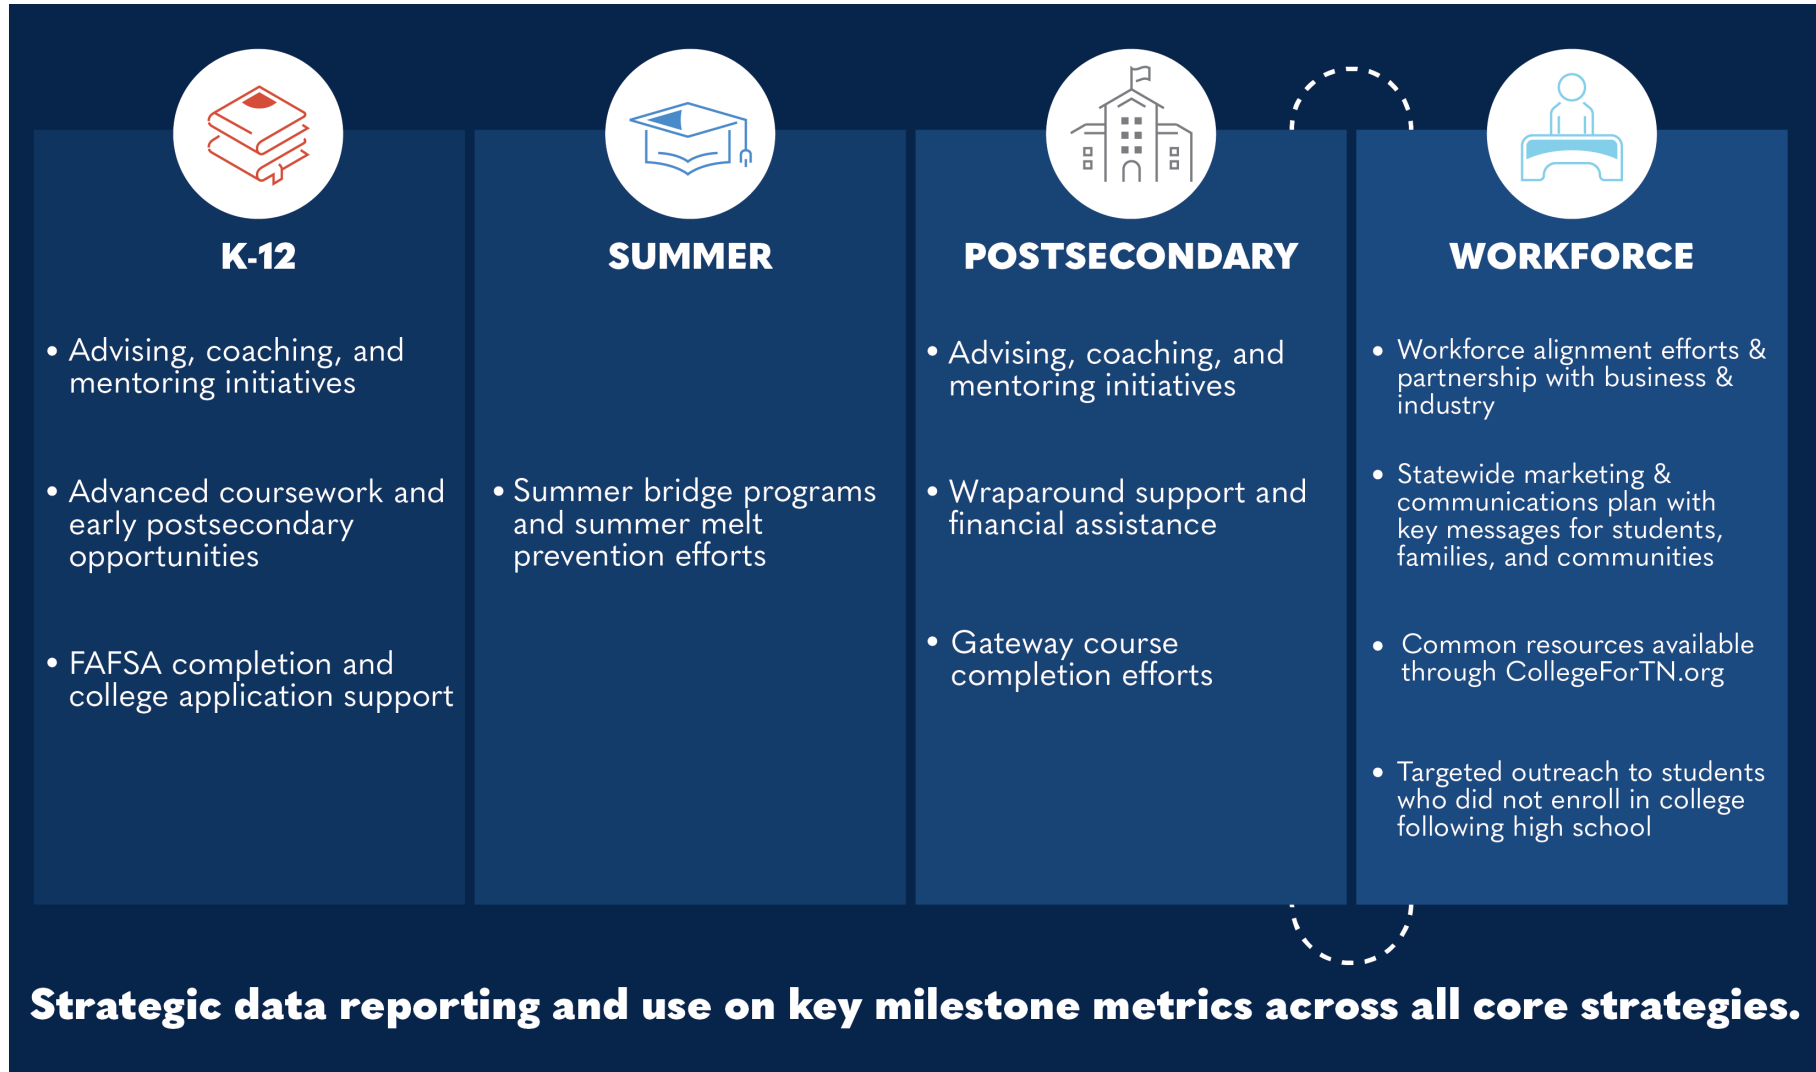 K-12
• Advising, coaching, and
mentoring initiatives
• Advanced coursework and
early postsecondary
opportunities
• FAFSA completion and
college application support
SUMMER
• Summer bridge programs
and summer melt
prevention efforts
POSTSECONDARY
• Advising, coaching, and
mentoring initiatives
• Wraparound support and
financial assistance
• Gateway course
completion efforts
WORKFORCE
• Workforce alignment efforts &
partnership with business &
industry
• Statewide marketing &
communications plan with
key messages for students,
families, and communities
• Common resources available
through CollegeForTN.org
• Targeted outreach to students
who did not enroll in college
following high school
Strategic data reporting and use on key milestone metrics across all core strategies.